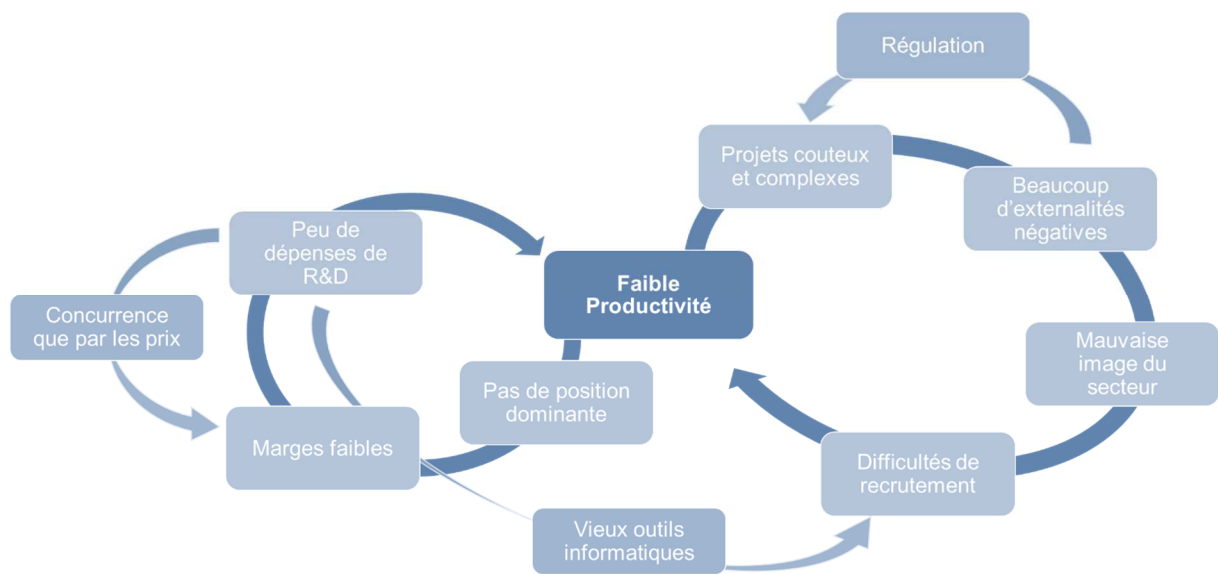 Régulation
Projets couteux
et complexes
Beaucoup
d'externalités
négatives
Peu de
dépenses de
R&D
Faible
Productivité
Concurrence
que par les prix
Mauvaise
image du
secteur
Pas de position
dominante
Marges faibles
Difficultés de
recrutement
Vieux outils
informatiques